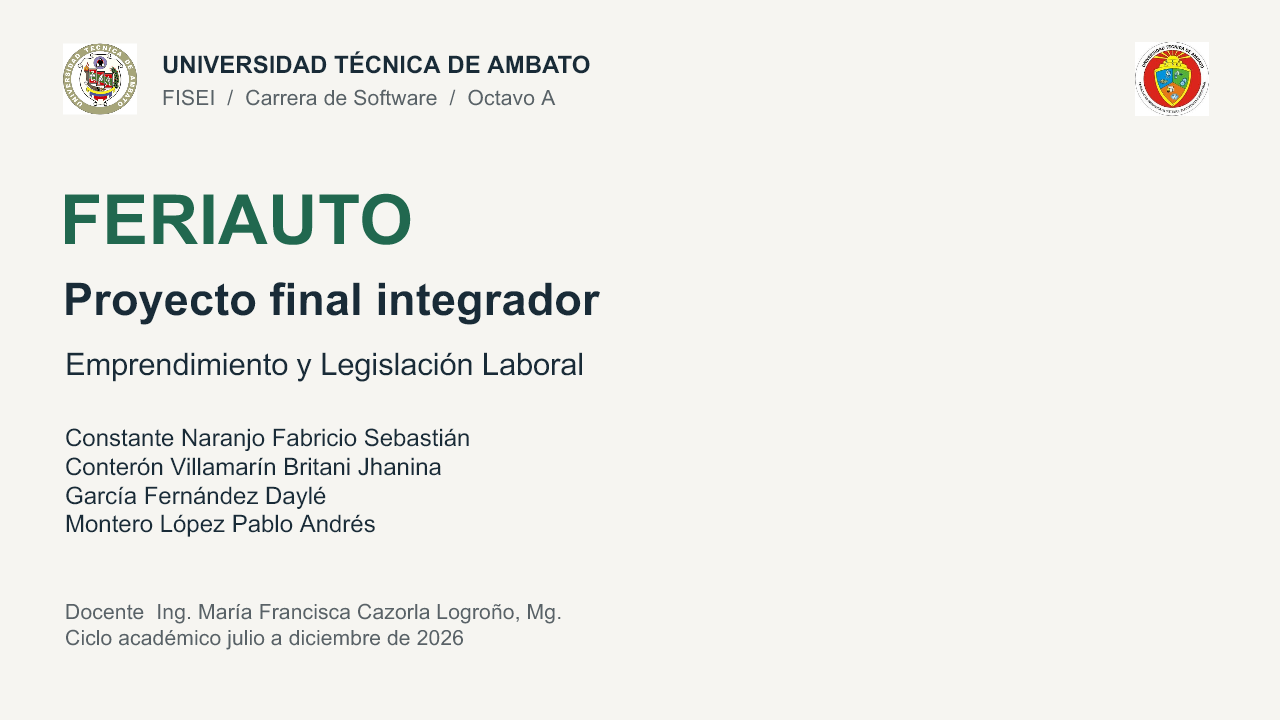 UNIVERSIDAD TÉCNICA DE AMBATO
FISEI / Carrera de Software / Octavo A
FERIAUTO
Proyecto final integrador
Emprendimiento y Legislación Laboral
Constante Naranjo Fabricio Sebastián
Conterón Villamarín Britani Jhanina
García Fernández Daylé
Montero López Pablo Andrés
Docente Ing. María Francisca Cazorla Logroño, Mg.
Ciclo académico julio a diciembre de 2026